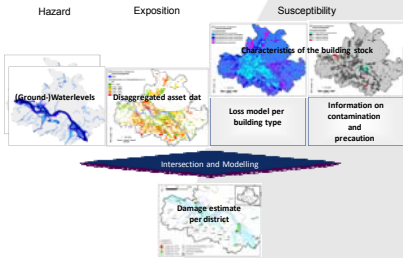 Hazard
Exposition
Susceptibility
(Ground-)Waterlevels
Disaggregated asset dat
Characteristics of the building stock
Loss model per
building type
Information on
contamination
and
precaution
Intersection and Modelling
Damage estimate
per district